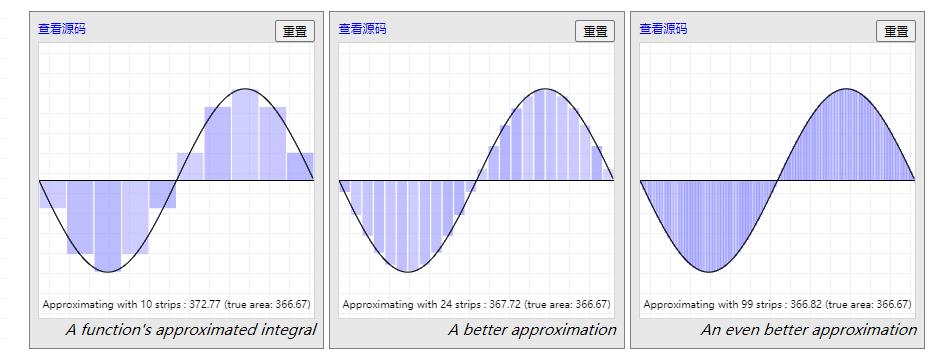 查看源码
重置
Approximating with 10 strips : 372.77 (true area: 366.67)
A function's approximated integral
查看源码
重置
Approximating with 24 strips : 367.72 (true area: 366.67)
A better approximation
查看源码
重置
Approximating with 99 strips : 366.82 (true area: 366.67)
An even better approximation